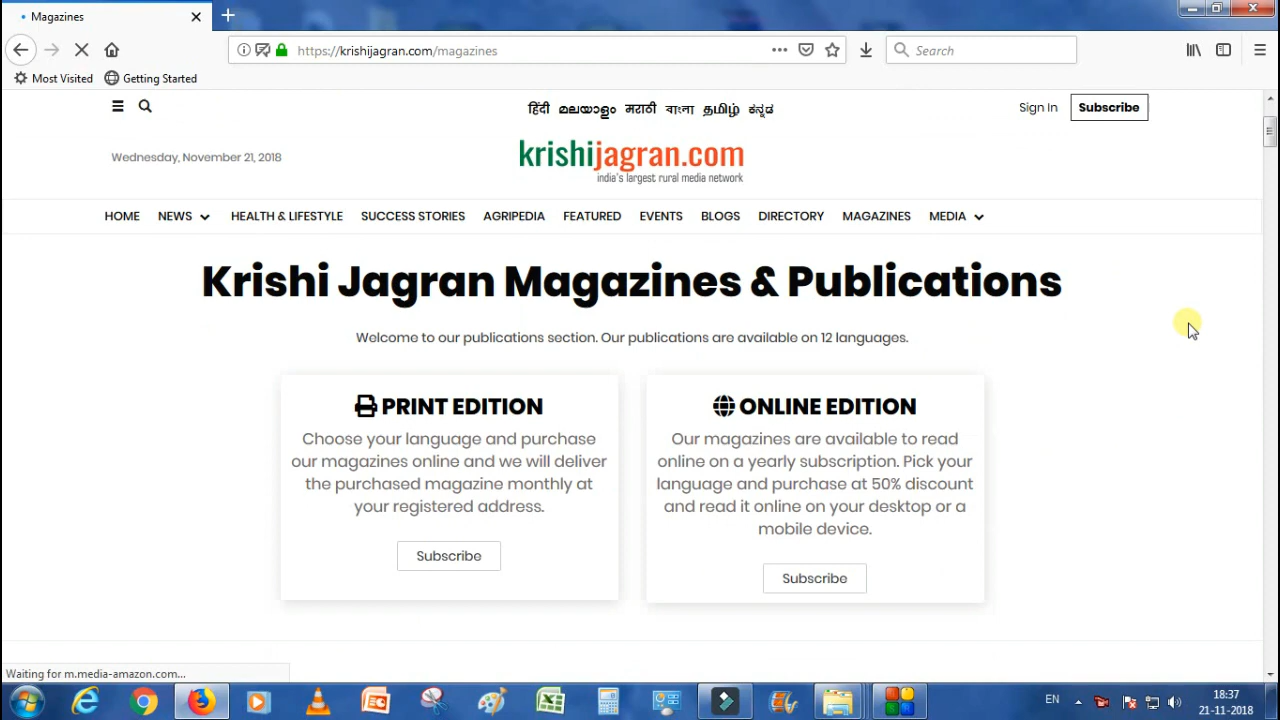 Magazines
https://krishijagran.com/magazines
Search
Most Visited
Getting Started
हिंदी മലയാളം मराठी বাংলা தமிழ் ಕನ್ನಡ
Sign In
Subscribe
Wednesday, November 21, 2018
krishijagran.com
india's largest rural media network
HOME NEWS HEALTH & LIFESTYLE SUCCESS STORIES AGRIPEDIA FEATURED EVENTS BLOGS DIRECTORY MAGAZINES MEDIA
Krishi Jagran Magazines & Publications
Welcome to our publications section. Our publications are available on 12 languages.
PRINT EDITION
Choose your language and purchase
our magazines online and we will deliver
the purchased magazine monthly at
your registered address.
Subscribe
ONLINE EDITION
Our magazines are available to read
online on a yearly subscription. Pick your
language and purchase at 50% discount
and read it online on your desktop or a
mobile device.
Subscribe
Waiting for m.media-amazon.com...
EN
18:37
21-11-2018